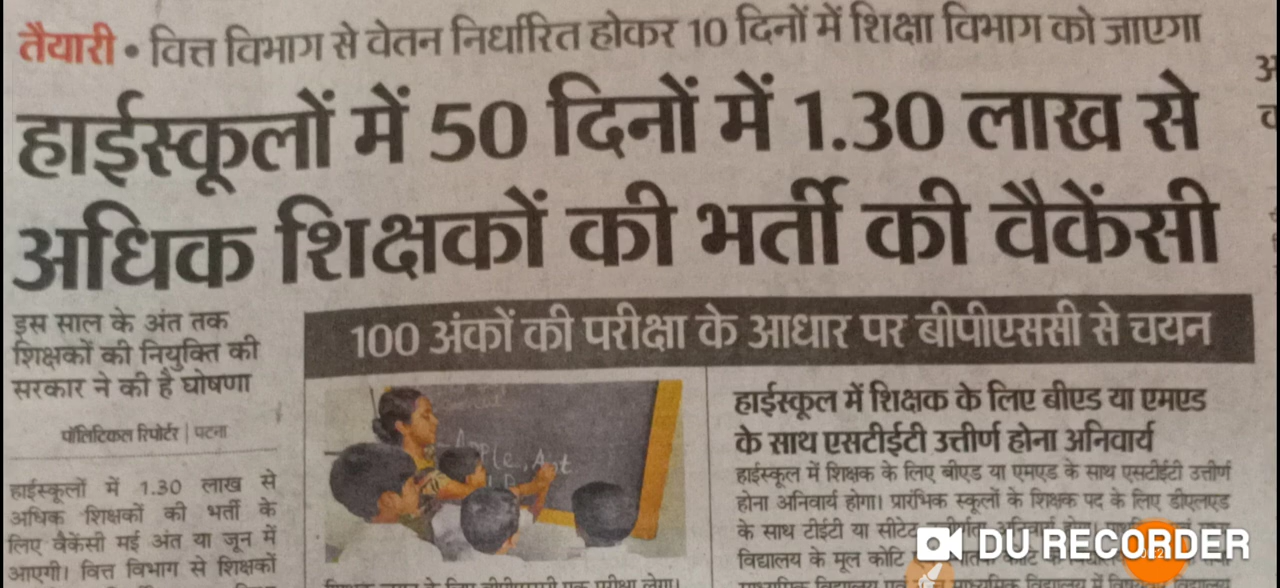 तैयारी • वित्त विभाग से वेतन निर्धारित होकर 10 दिनों में शिक्षा विभाग को जाएगा
हाईस्कूलों में 50 दिनों में 1.30 लाख से
अधिक शिक्षकों की भर्ती की वैकेंसी
इस साल के अंत तक
शिक्षकों की नियुक्ति की
सरकार ने की है घोषणा
पॉलिटिकल रिपोर्टर | पटना
हाईस्कूलों में 1.30 लाख से
अधिक शिक्षकों की भर्ती के
लिए वैकेंसी मई अंत या जून में
आएगी। वित्त विभाग से शिक्षकों
100 अंकों की परीक्षा के आधार पर बीपीएससी से चयन
Apple, Ant
हाईस्कूल में शिक्षक के लिए बीएड या एमएड
के साथ एसटीईटी उत्तीर्ण होना अनिवार्य
हाईस्कूल में शिक्षक के लिए बीएड या एमएड के साथ एसटीईटी उत्तीर्ण
होना अनिवार्य होगा। प्रारंभिक स्कूलों के शिक्षक पद के लिए डीएलएड
के साथ टीईटी या
विद्यालय के मूल कोटि
DU RECORDER